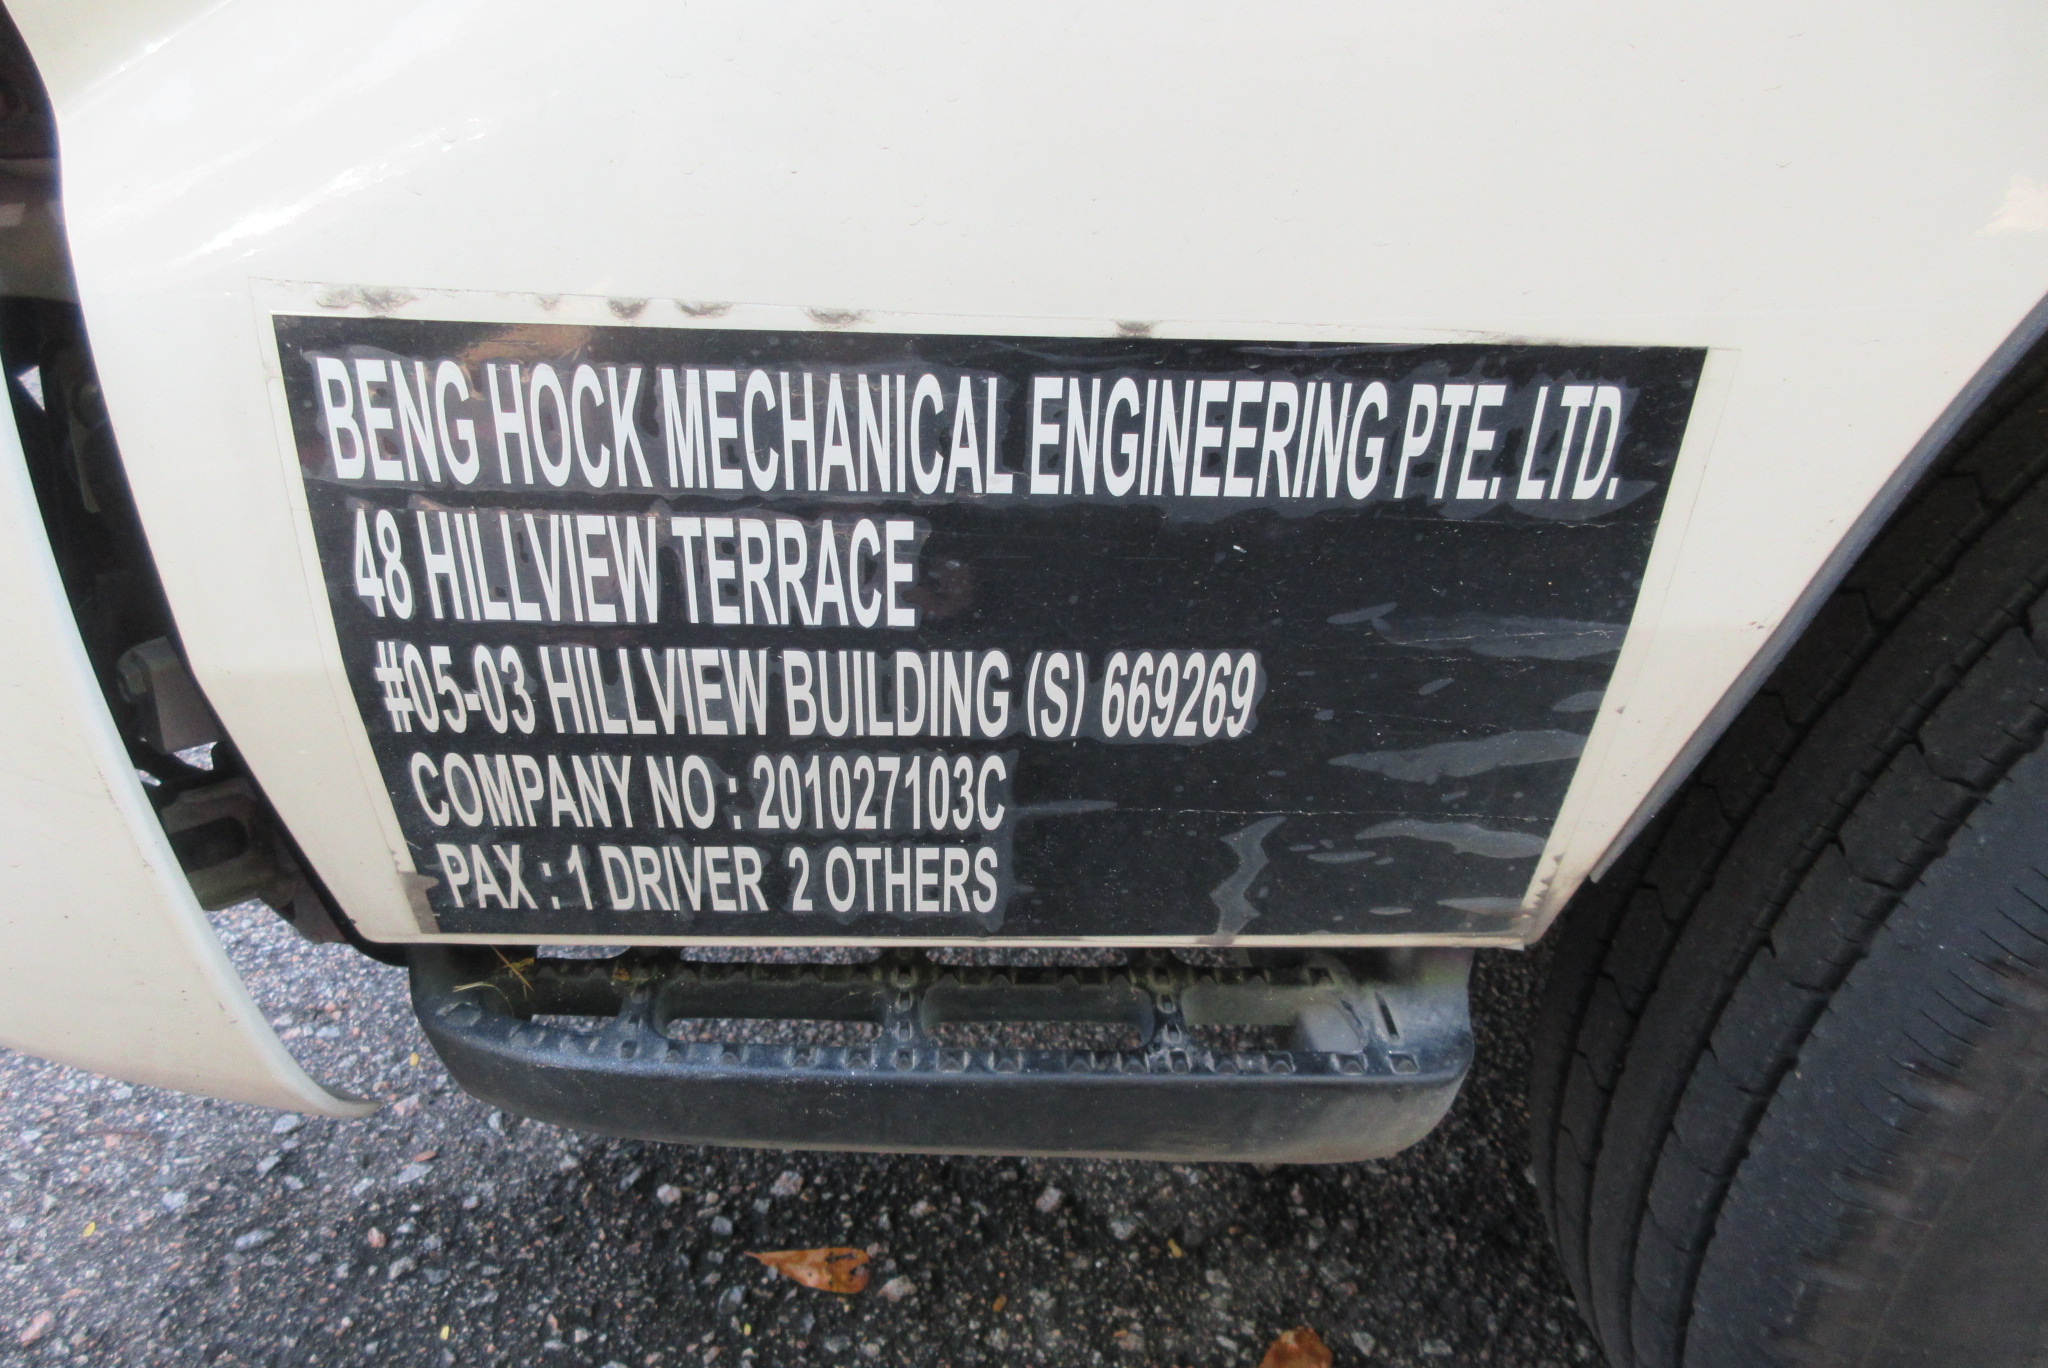 BENG HOCK MECHANICAL ENGINEERING PTE. LTD.
48 HILLVIEW TERRACE
#05-03 HILLVIEW BUILDING (S) 669269
COMPANY NO : 201027103C
PAX : 1 DRIVER 2 OTHERS